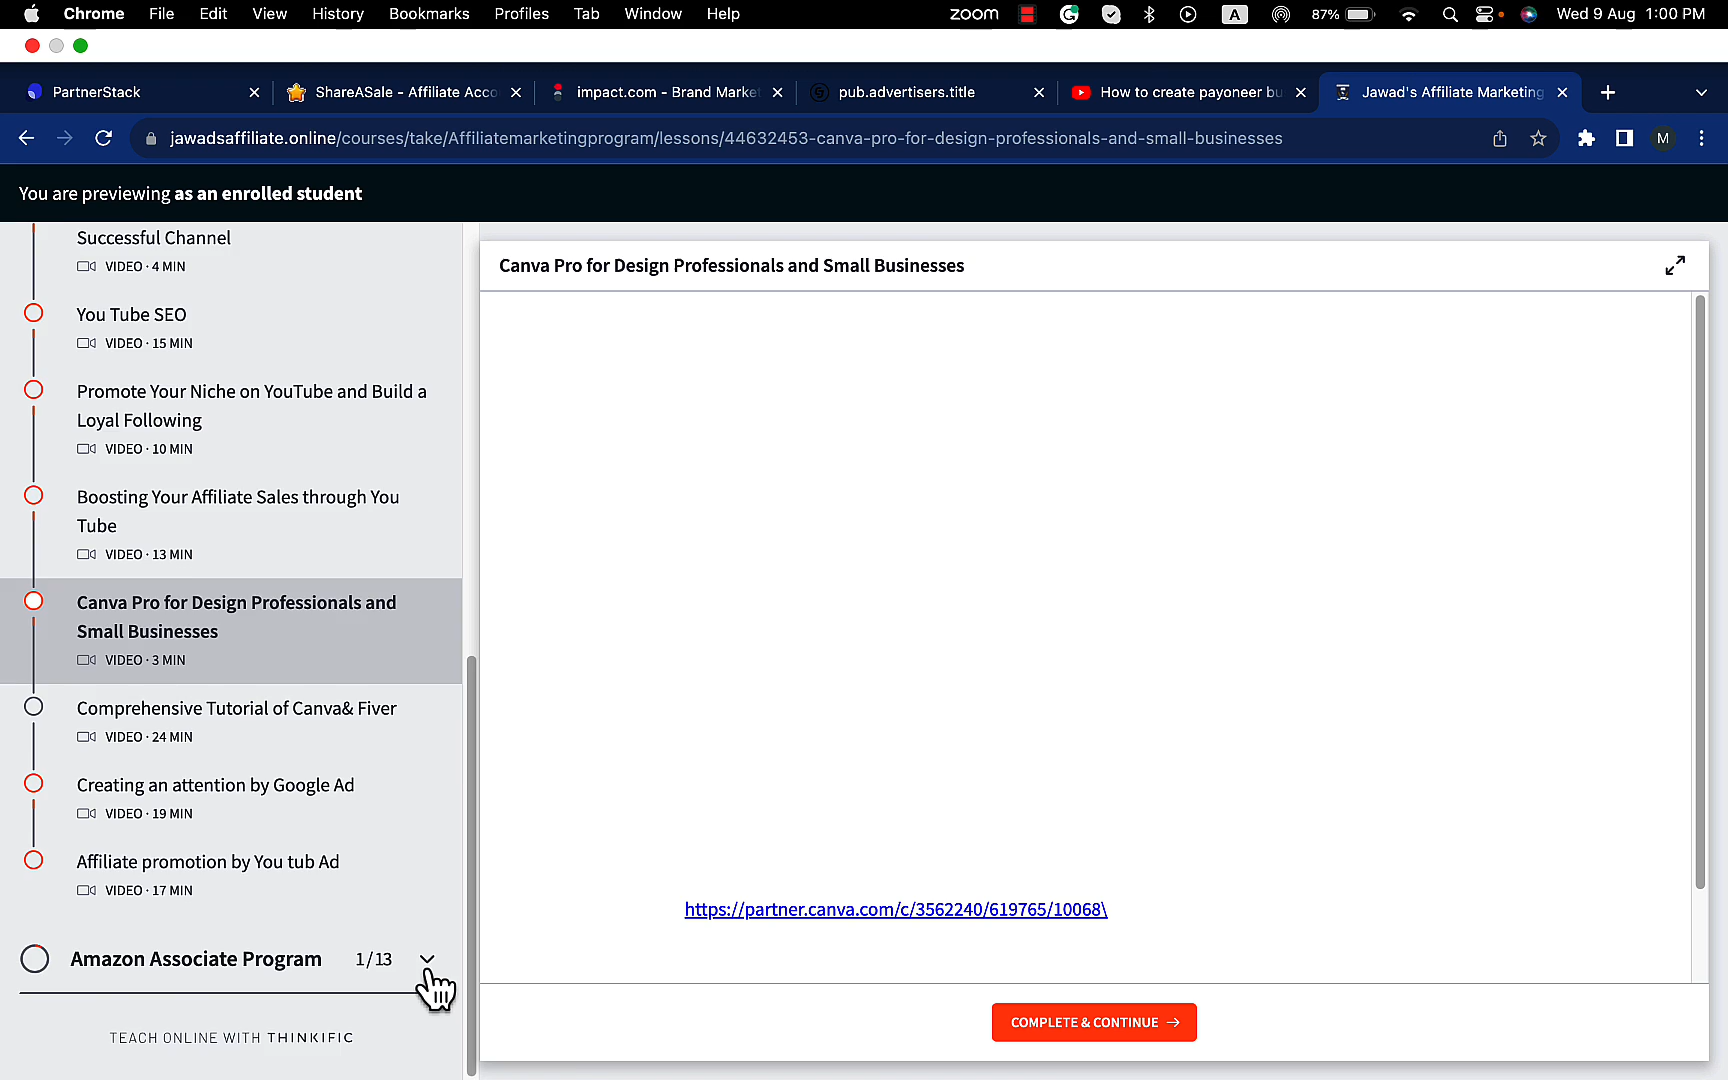 Chrome File Edit View History Bookmarks Profiles Tab Window Help zoom A 87% Wed 9 Aug 1:00 PM
PartnerStack ShareASale - Affiliate Acco impact.com - Brand Market pub.advertisers.title How to create payoneer bu Jawad's Affiliate Marketing
jawadsaffiliate.online/courses/take/Affiliatemarketingprogram/lessons/44632453-canva-pro-for-design-professionals-and-small-businesses M
You are previewing as an enrolled student
Successful Channel
VIDEO · 4 MIN
You Tube SEO
VIDEO · 15 MIN
Promote Your Niche on YouTube and Build a
Loyal Following
VIDEO · 10 MIN
Boosting Your Affiliate Sales through You
Tube
VIDEO · 13 MIN
Canva Pro for Design Professionals and
Small Businesses
VIDEO · 3 MIN
Comprehensive Tutorial of Canva& Fiver
VIDEO · 24 MIN
Creating an attention by Google Ad
VIDEO · 19 MIN
Affiliate promotion by You tub Ad
VIDEO · 17 MIN
Amazon Associate Program 1/13
TEACH ONLINE WITH THINKIFIC
Canva Pro for Design Professionals and Small Businesses
https://partner.canva.com/c/3562240/619765/10068\
COMPLETE & CONTINUE →